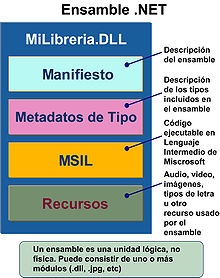 Ensamble .NET
MiLibreria.DLL
Manifiesto
Descripción
del ensamble
Metadatos de Tipo
Descripción
de los tipos
incluidos en
el ensamble
MSIL
Código
ejecutable en
Lenguaje
Intermedio de
Miscrosoft
Recursos
Audio, video,
imágenes,
tipos de letra
u otro
recurso usado
por el
ensamble
Un ensamble es una unidad lógica, no
física. Puede consistir de uno o más
módulos (.dll, .jpg, etc)